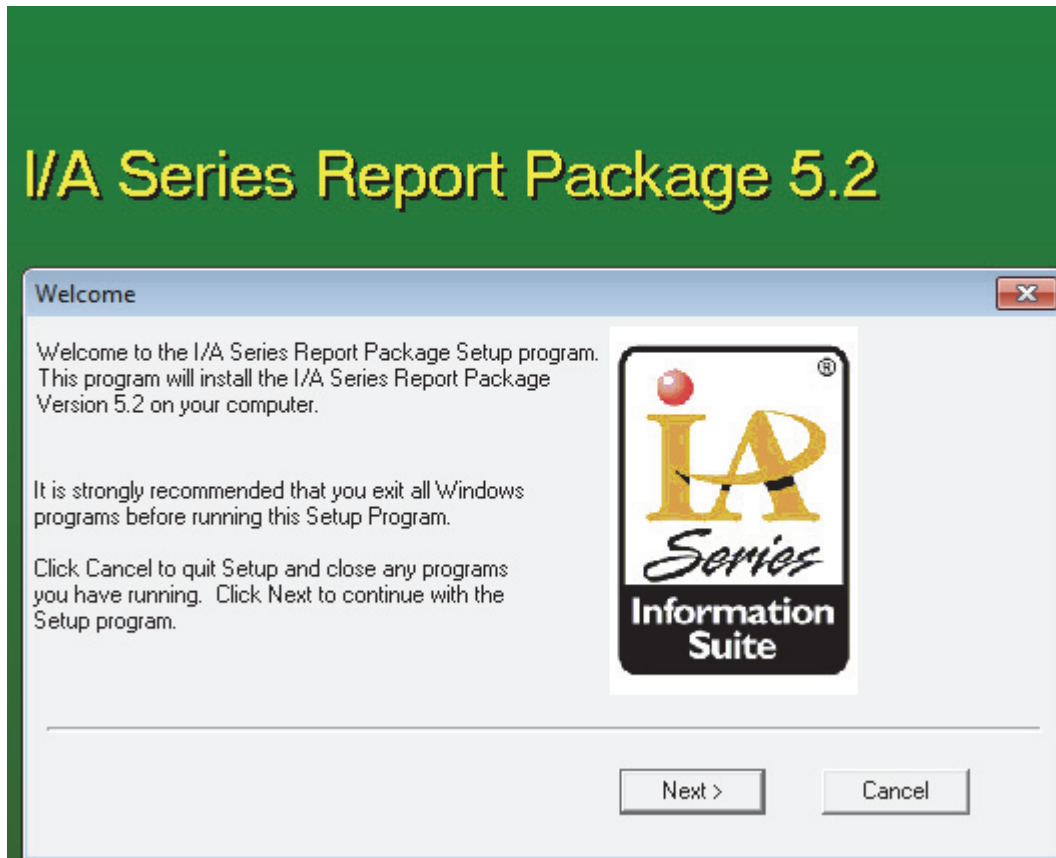 I/A Series Report Package 5.2
Welcome
Welcome to the I/A Series Report Package Setup program.
This program will install the I/A Series Report Package
Version 5.2 on your computer.
It is strongly recommended that you exit all Windows
programs before running this Setup Program.
Click Cancel to quit Setup and close any programs
you have running. Click Next to continue with the
Setup program.
®
IA
Series
Information
Suite
Next >
Cancel